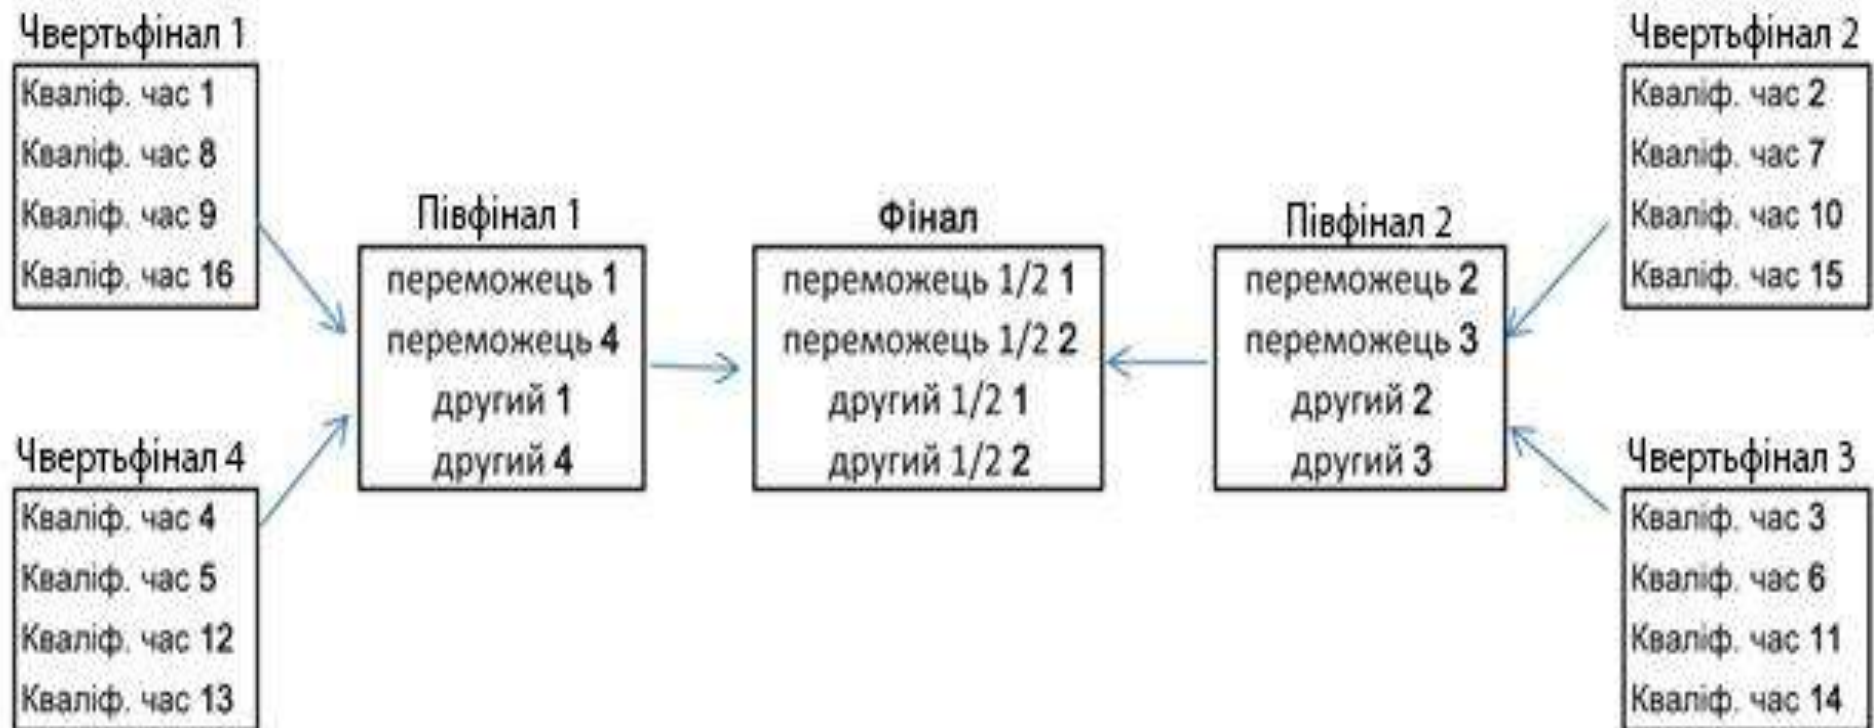 Чвертьфінал 1
Кваліф. час 1
Кваліф. час 8
Кваліф. час 9
Кваліф. час 16
Чвертьфінал 4
Кваліф. час 4
Кваліф. час 5
Кваліф. час 12
Кваліф. час 13
Півфінал 1
переможець 1
переможець 4
другий 1
другий 4
Фінал
переможець 1/2 1
переможець 1/2 2
другий 1/2 1
другий 1/2 2
Півфінал 2
переможець 2
переможець 3
другий 2
другий 3
Чвертьфінал 2
Кваліф. час 2
Кваліф. час 7
Кваліф. час 10
Кваліф. час 15
Чвертьфінал 3
Кваліф. час 3
Кваліф. час 6
Кваліф. час 11
Кваліф. час 14